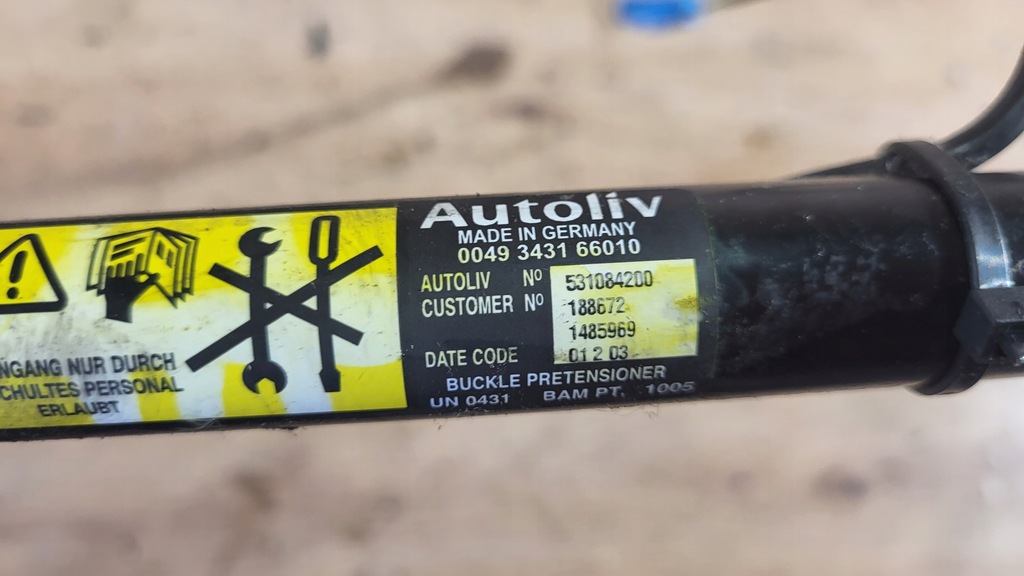 NGANG NUR DURCH
CHULTES PERSONAL
ERLAUBT
Autoliv
MADE IN GERMANY
0049 3431 66010
AUTOLIV Nº 531084200
CUSTOMER Nº 188672
1485969
DATE CODE 01 2 03
BUCKLE PRETENSIONER
UN 0431 BAM PT. 1005